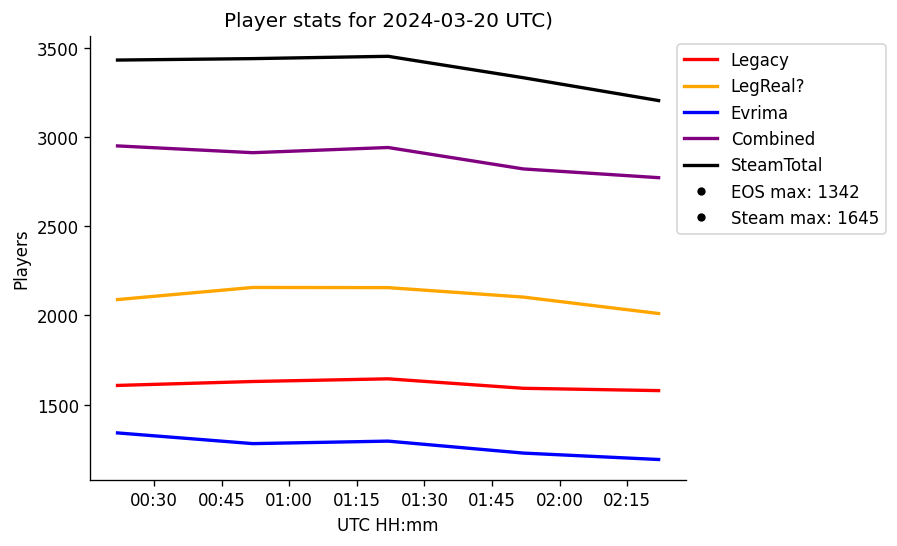 Player stats for 2024-03-20 UTC)
3500
3000
2500
2000
1500
Players
00:30 00:45 01:00 01:15 01:30 01:45 02:00 02:15
UTC HH:mm
Legacy
LegReal?
Evrima
Combined
SteamTotal
EOS max: 1342
Steam max: 1645